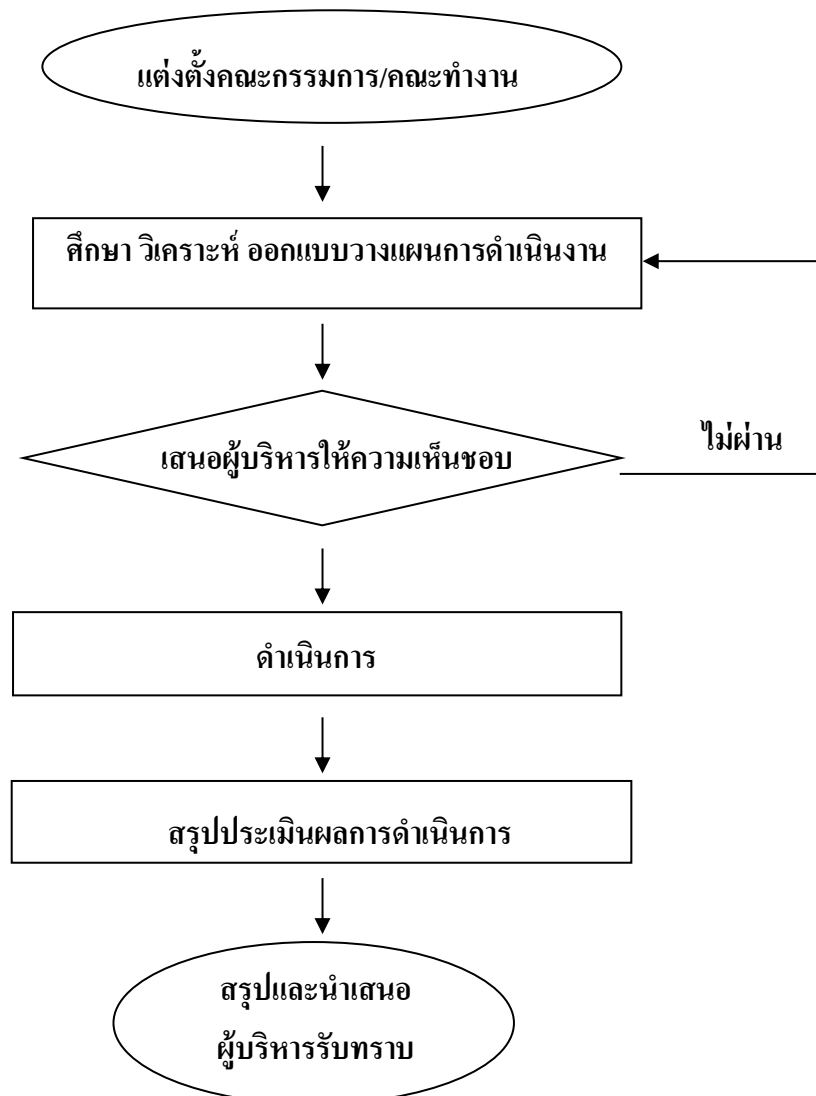 แต่งตั้งคณะกรรมการ/คณะทำงาน
ศึกษา วิเคราะห์ ออกแบบวางแผนการดำเนินงาน
เสนอผู้บริหารให้ความเห็นชอบ
ไม่ผ่าน
ดำเนินการ
สรุปประเมินผลการดำเนินการ
สรุปและนำเสนอ
ผู้บริหารรับทราบ